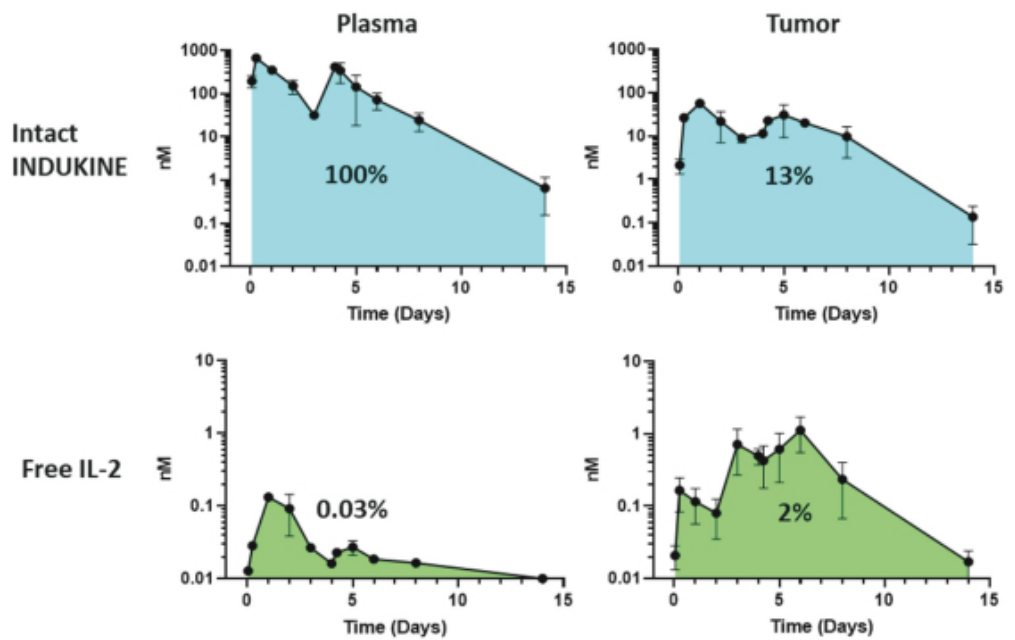 Plasma
Tumor
Intact
INDUKINE
nM
1000
100
10
1
0.1
0.01
100%
0 5 10 15
Time (Days)
nM
1000
100
10
1
0.1
0.01
13%
0 5 10 15
Time (Days)
Free IL-2
nM
10
1
0.1
0.01
0.03%
0 5 10 15
Time (Days)
nM
10
1
0.1
0.01
2%
0 5 10 15
Time (Days)